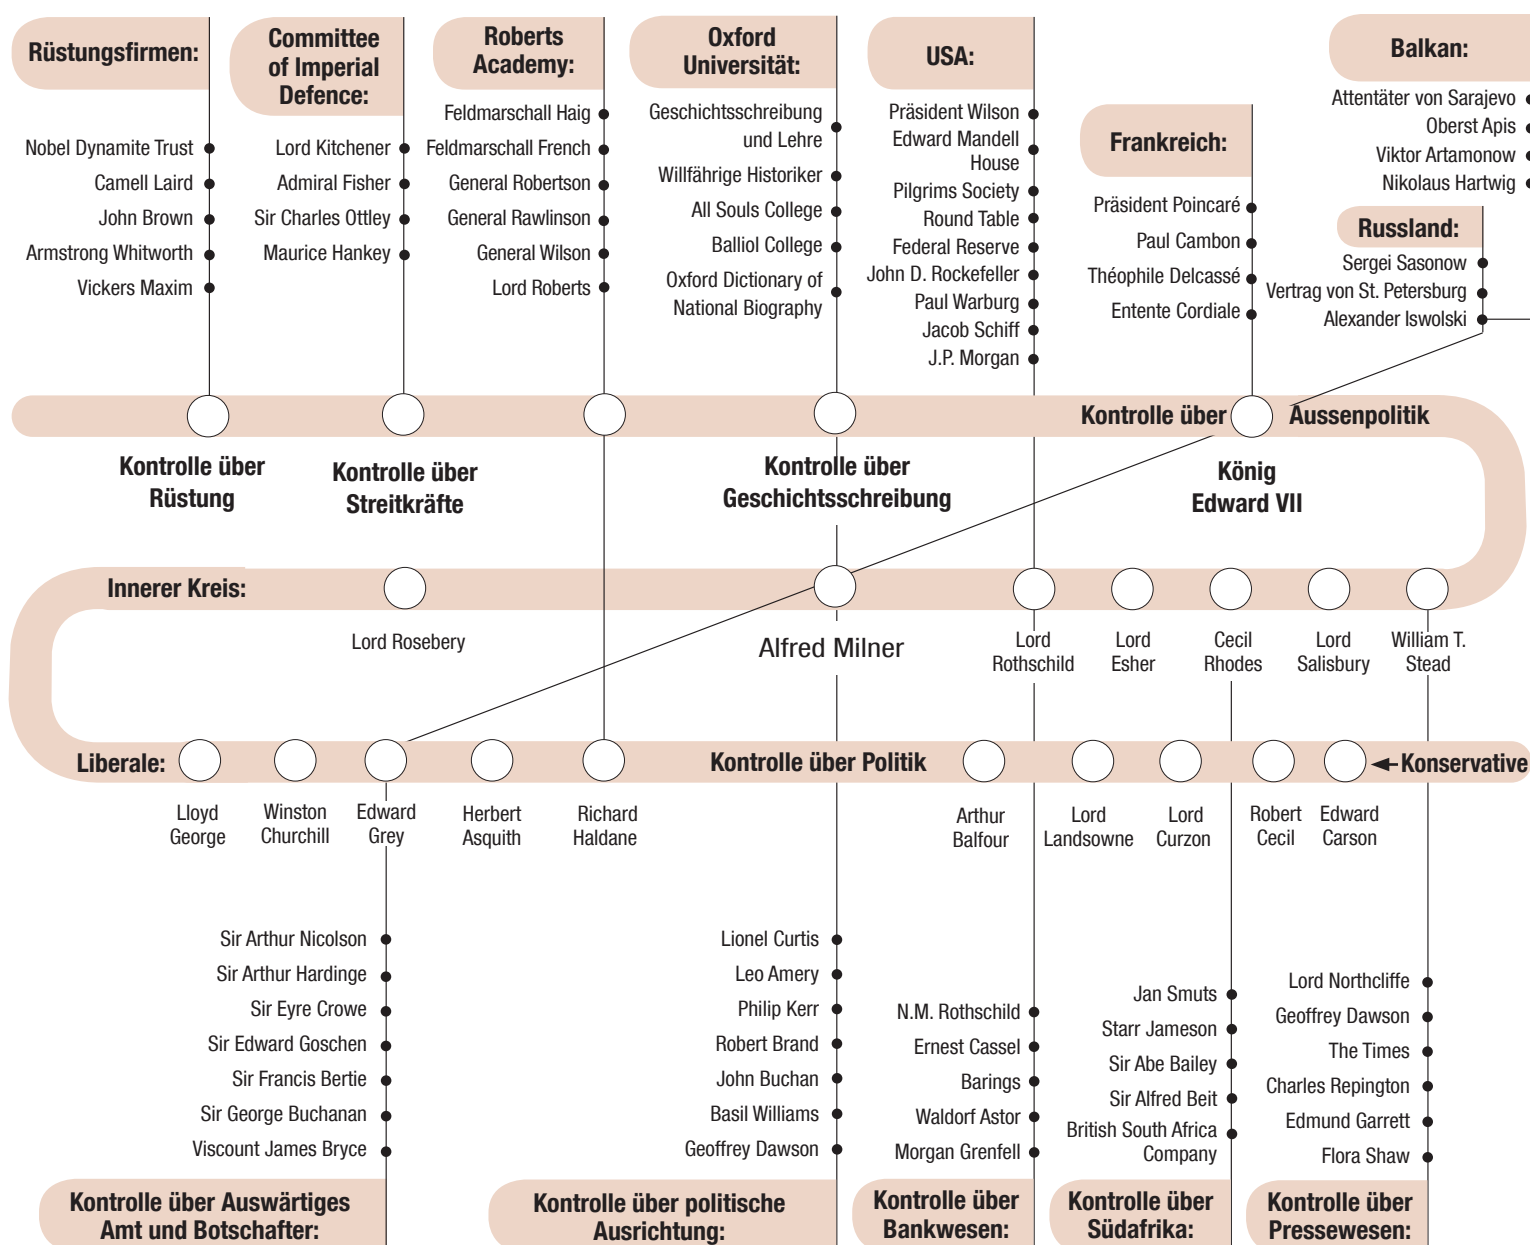 Rüstungsfirmen:
Nobel Dynamite Trust
Camell Laird
John Brown
Armstrong Whitworth
Vickers Maxim
Committee
of Imperial
Defence:
Lord Kitchener
Admiral Fisher
Sir Charles Ottley
Maurice Hankey
Roberts
Academy:
Feldmarschall Haig
Feldmarschall French
General Robertson
General Rawlinson
General Wilson
Lord Roberts
Oxford
Universität:
Geschichtsschreibung
und Lehre
Willfährige Historiker
All Souls College
Balliol College
Oxford Dictionary of
National Biography
USA:
Präsident Wilson
Edward Mandell
House
Pilgrims Society
Round Table
Federal Reserve
John D. Rockefeller
Paul Warburg
Jacob Schiff
J.P. Morgan
Frankreich:
Präsident Poincaré
Paul Cambon
Théophile Delcassé
Entente Cordiale
Balkan:
Attentäter von Sarajevo
Oberst Apis
Viktor Artamonow
Nikolaus Hartwig
Russland:
Sergei Sasonow
Vertrag von St. Petersburg
Alexander Iswolski
Kontrolle über Aussenpolitik
Kontrolle über
Rüstung
Kontrolle über
Streitkräfte
Kontrolle über
Geschichtsschreibung
König
Edward VII
Innerer Kreis:
Lord Rosebery
Alfred Milner
Lord
Rothschild
Lord
Esher
Cecil
Rhodes
Lord
Salisbury
William T.
Stead
Liberale:
Kontrolle über Politik
Konservative
Lloyd
George
Winston
Churchill
Edward
Grey
Herbert
Asquith
Richard
Haldane
Arthur
Balfour
Lord
Landsowne
Lord
Curzon
Robert
Cecil
Edward
Carson
Sir Arthur Nicolson
Sir Arthur Hardinge
Sir Eyre Crowe
Sir Edward Goschen
Sir Francis Bertie
Sir George Buchanan
Viscount James Bryce
Kontrolle über Auswärtiges
Amt und Botschafter:
Lionel Curtis
Leo Amery
Philip Kerr
Robert Brand
John Buchan
Basil Williams
Geoffrey Dawson
Kontrolle über politische
Ausrichtung:
N.M. Rothschild
Ernest Cassel
Barings
Waldorf Astor
Morgan Grenfell
Kontrolle über
Bankwesen:
Jan Smuts
Starr Jameson
Sir Abe Bailey
Sir Alfred Beit
British South Africa
Company
Kontrolle über
Südafrika:
Lord Northcliffe
Geoffrey Dawson
The Times
Charles Repington
Edmund Garrett
Flora Shaw
Kontrolle über
Pressewesen: